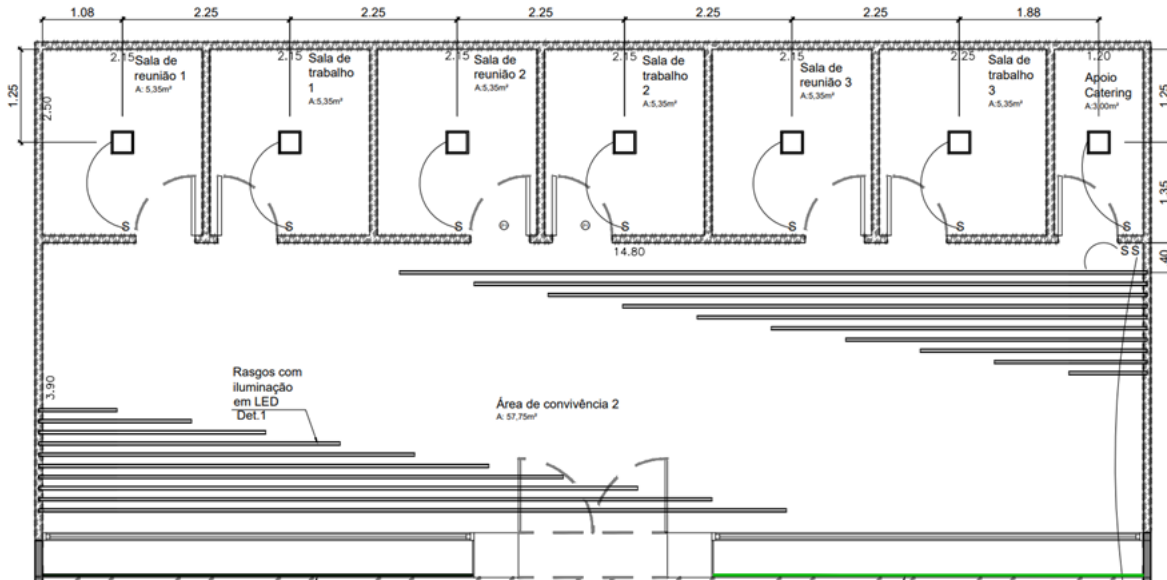 1.08
2.25
2.25
2.25
2.25
2.25
1.88
2.15
Sala de
reunião 1
A: 5,35m²
2.15
Sala de
trabalho
1
A:5,35m²
2.15
Sala de
reunião 2
A:5,35m²
2.15
Sala de
trabalho
2
A:5,35m²
2.15
Sala de
reunião 3
A:5,35m²
2.25
Sala de
trabalho
3
A:5,35m²
1.20
Apoio
Catering
A:3,00m²
1.25
2.50
1.25
1.35
S
S
S
S
S
S
S
14.80
S S
40
3.90
Rasgos com
iluminação
em LED
Det.1
Área de convivência 2
A: 57,75m²